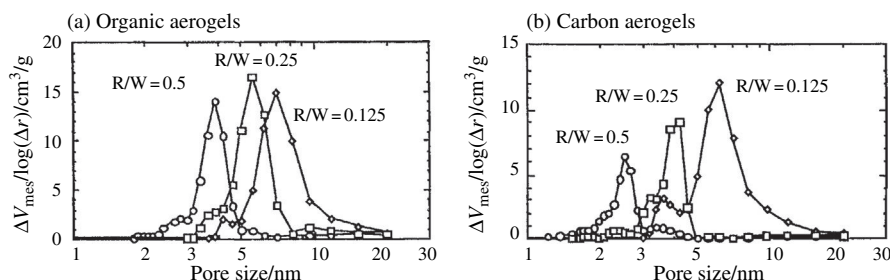 (a) Organic aerogels
ΔV_mes/log(Δr)/cm³/g
20
15
10
5
0
R/W = 0.5
R/W = 0.25
R/W = 0.125
1 2 3 5 10 20 30
Pore size/nm
(b) Carbon aerogels
ΔV_mes/log(Δr)/cm³/g
15
10
5
0
R/W = 0.25
R/W = 0.5
R/W = 0.125
1 2 3 5 10 20 30
Pore size/nm